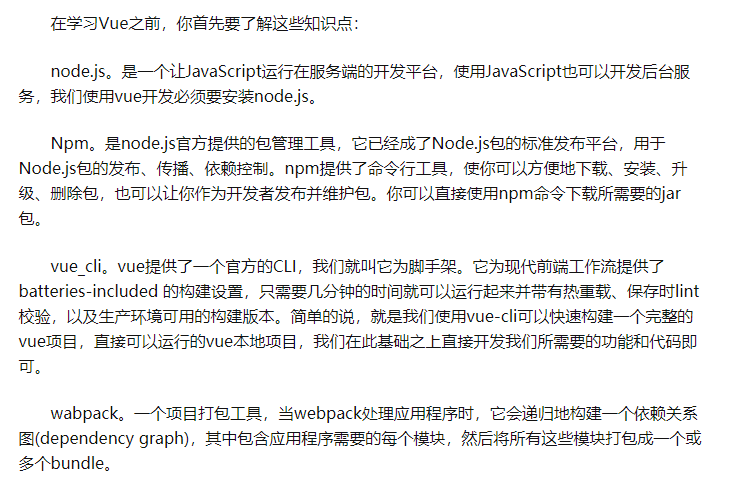 在学习Vue之前，你首先要了解这些知识点：
node.js。是一个让JavaScript运行在服务端的开发平台，使用JavaScript也可以开发后台服
务，我们使用vue开发必须要安装node.js。
Npm。是node.js官方提供的包管理工具，它已经成了Node.js包的标准发布平台，用于
Node.js包的发布、传播、依赖控制。npm提供了命令行工具，使你可以方便地下载、安装、升
级、删除包，也可以让你作为开发者发布并维护包。你可以直接使用npm命令下载所需要的jar
包。
vue_cli。vue提供了一个官方的CLI，我们就叫它为脚手架。它为现代前端工作流提供了
batteries-included 的构建设置，只需要几分钟的时间就可以运行起来并带有热重载、保存时lint
校验，以及生产环境可用的构建版本。简单的说，就是我们使用vue-cli可以快速构建一个完整的
vue项目，直接可以运行的vue本地项目，我们在此基础之上直接开发我们所需要的功能和代码即
可。
wabpack。一个项目打包工具，当webpack处理应用程序时，它会递归地构建一个依赖关系
图(dependency graph)，其中包含应用程序需要的每个模块，然后将所有这些模块打包成一个或
多个bundle。